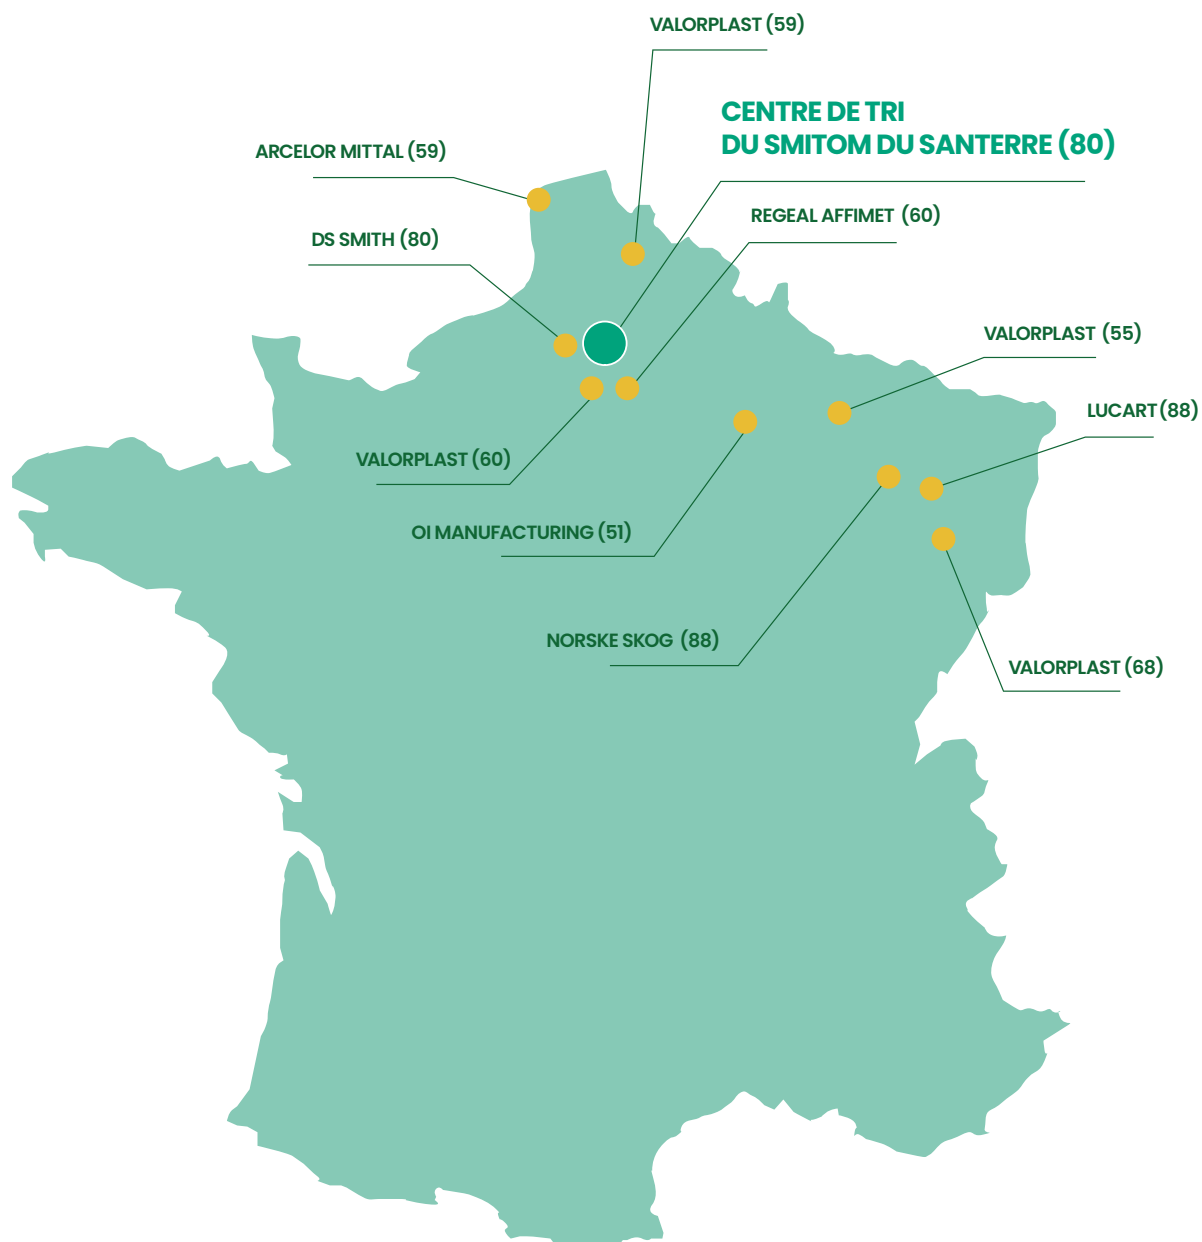 VALORPLAST (59)
CENTRE DE TRI
DU SMITOM DU SANTERRE (80)
ARCELOR MITTAL (59)
REGEAL AFFIMET (60)
DS SMITH (80)
VALORPLAST (55)
LUCART (88)
VALORPLAST (60)
OI MANUFACTURING (51)
NORSKE SKOG (88)
VALORPLAST (68)